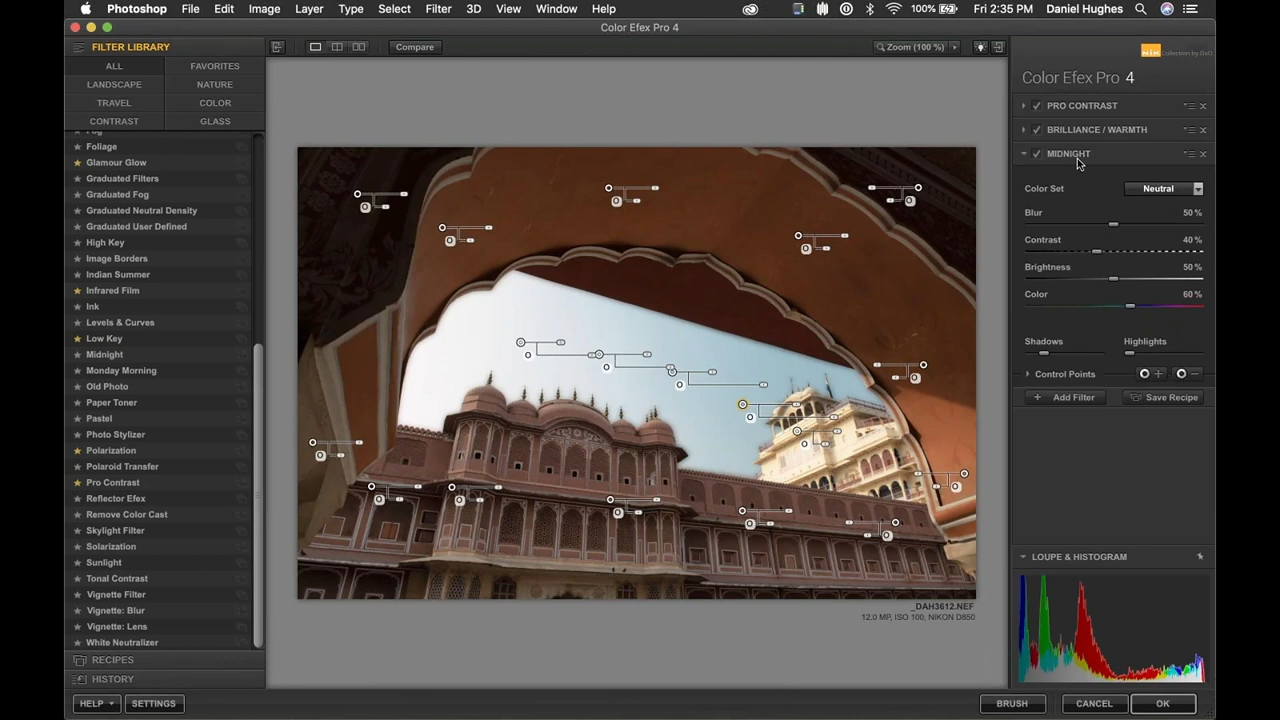 Photoshop File Edit Image Layer Type Select Filter 3D View Window Help 100% Fri 2:35 PM Daniel Hughes
Color Efex Pro 4
FILTER LIBRARY
ALL FAVORITES
LANDSCAPE NATURE
TRAVEL COLOR
CONTRAST GLASS
Fog
Foliage
Glamour Glow
Graduated Filters
Graduated Fog
Graduated Neutral Density
Graduated User Defined
High Key
Image Borders
Indian Summer
Infrared Film
Ink
Levels & Curves
Low Key
Midnight
Monday Morning
Old Photo
Paper Toner
Pastel
Photo Stylizer
Polarization
Polaroid Transfer
Pro Contrast
Reflector Efex
Remove Color Cast
Skylight Filter
Solarization
Sunlight
Tonal Contrast
Vignette Filter
Vignette: Blur
Vignette: Lens
White Neutralizer
RECIPES
HISTORY
HELP SETTINGS
Compare
Zoom (100 %)
_DAH3612.NEF
12.0 MP, ISO 100, NIKON D850
Nik Collection by DxO
Color Efex Pro 4
PRO CONTRAST
BRILLIANCE / WARMTH
MIDNIGHT
Color Set Neutral
Blur 50 %
Contrast 40 %
Brightness 50 %
Color 60 %
Shadows Highlights
Control Points
+ Add Filter Save Recipe
LOUPE & HISTOGRAM
BRUSH CANCEL OK